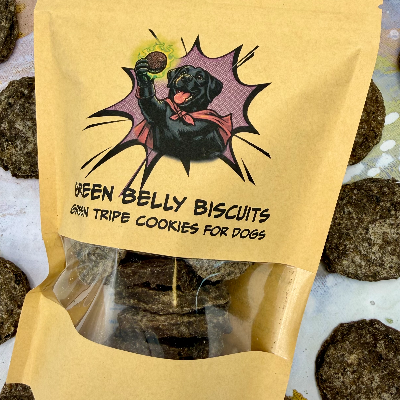 GREEN BELLY BISCUITS
GREEN TRIPE COOKIES FOR DOGS